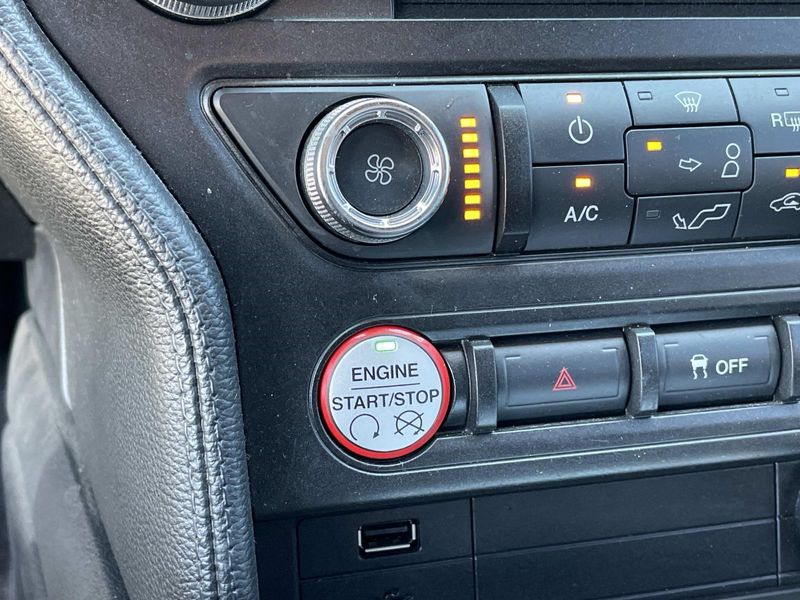 R
A/C
ENGINE
START/STOP
OFF